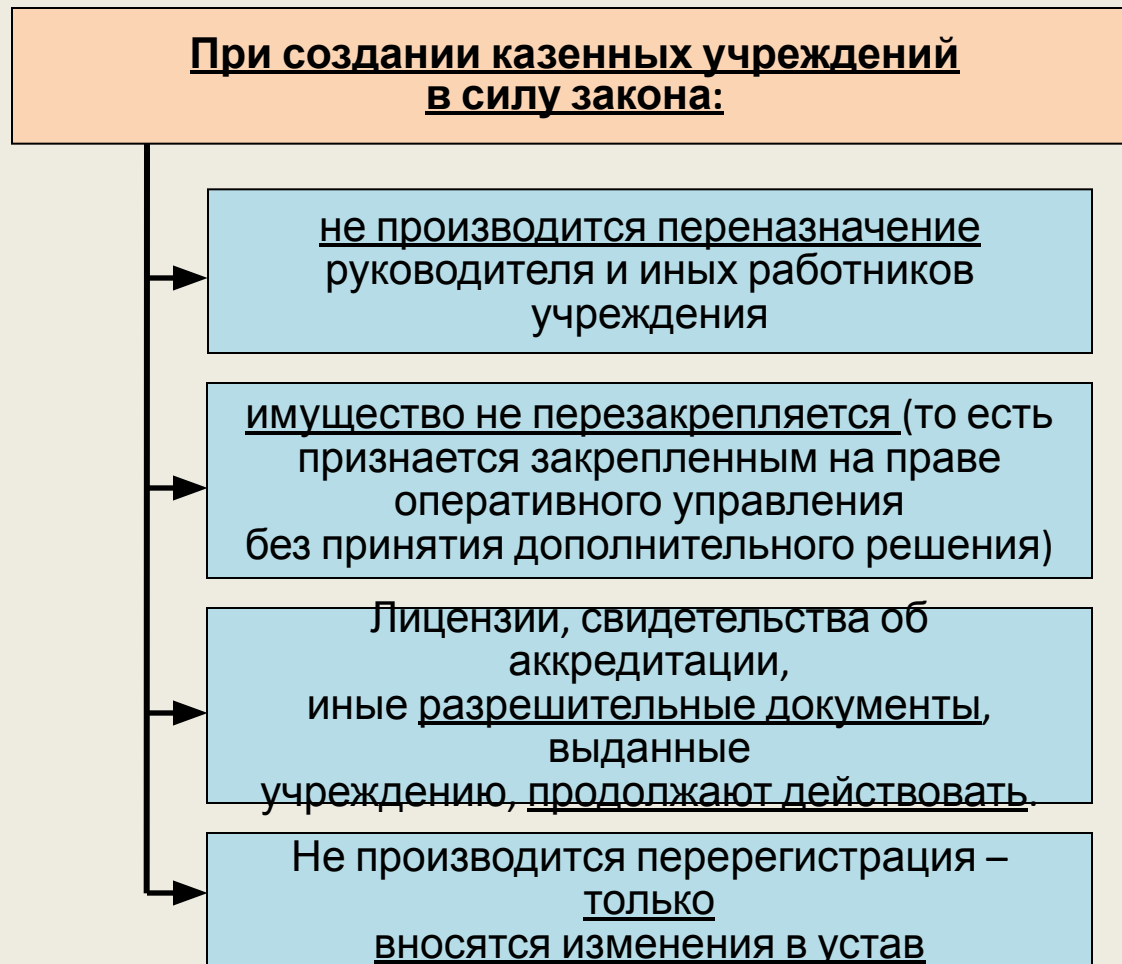 При создании казенных учреждений
в силу закона:
не производится переназначение
руководителя и иных работников
учреждения
имущество не перезакрепляется (то есть
признается закрепленным на праве
оперативного управления
без принятия дополнительного решения)
Лицензии, свидетельства об
аккредитации,
иные разрешительные документы,
выданные
учреждению, продолжают действовать.
Не производится перерегистрация –
только
вносятся изменения в устав